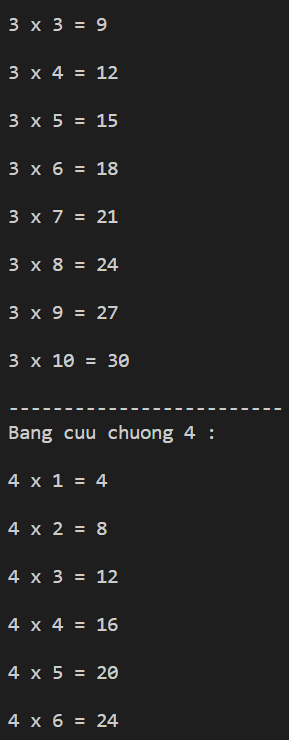 3 x 3 = 9
3 x 4 = 12
3 x 5 = 15
3 x 6 = 18
3 x 7 = 21
3 x 8 = 24
3 x 9 = 27
3 x 10 = 30
-------------------------
Bang cuu chuong 4 :
4 x 1 = 4
4 x 2 = 8
4 x 3 = 12
4 x 4 = 16
4 x 5 = 20
4 x 6 = 24